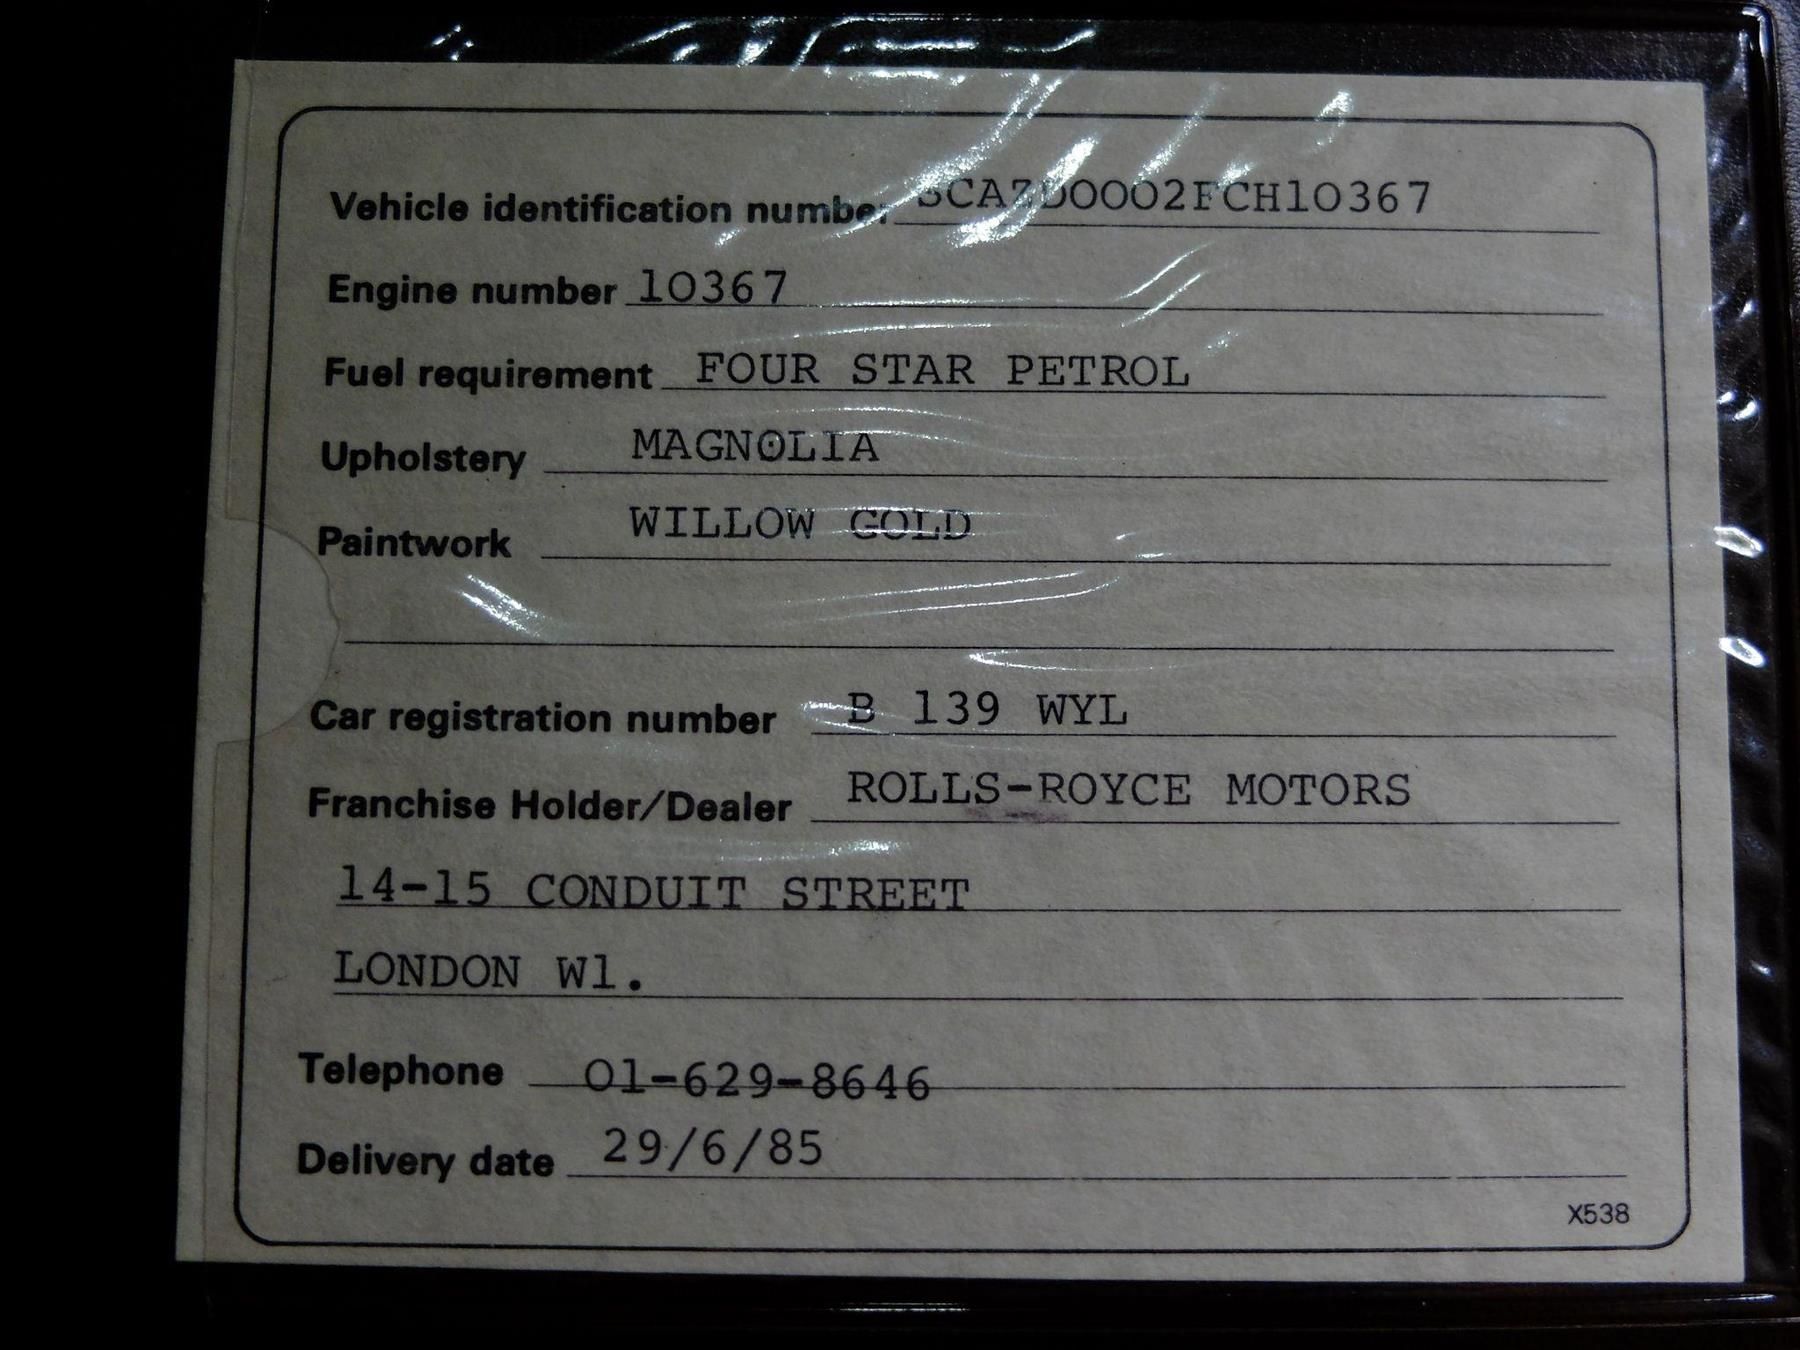 Vehicle identification number SCAZD0002FCH10367
Engine number 10367
Fuel requirement FOUR STAR PETROL
Upholstery MAGNOLIA
Paintwork WILLOW GOLD
Car registration number B 139 WYL
Franchise Holder/Dealer ROLLS-ROYCE MOTORS
14-15 CONDUIT STREET
LONDON W1.
Telephone 01-629-8646
Delivery date 29/6/85
X538